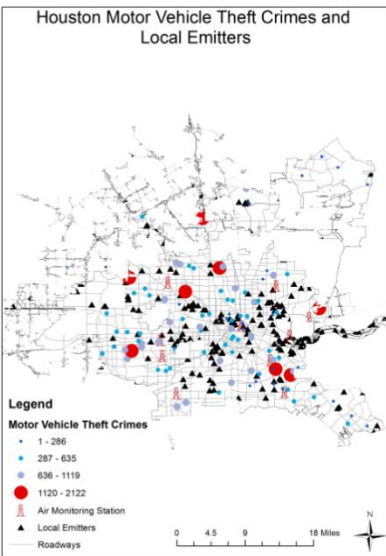 Houston Motor Vehicle Theft Crimes and
Local Emitters
Legend
Motor Vehicle Theft Crimes
1 - 286
287 - 635
636 - 1119
1120 - 2122
Air Monitoring Station
Local Emitters
Roadways
0 4.5 9 18 Miles
N